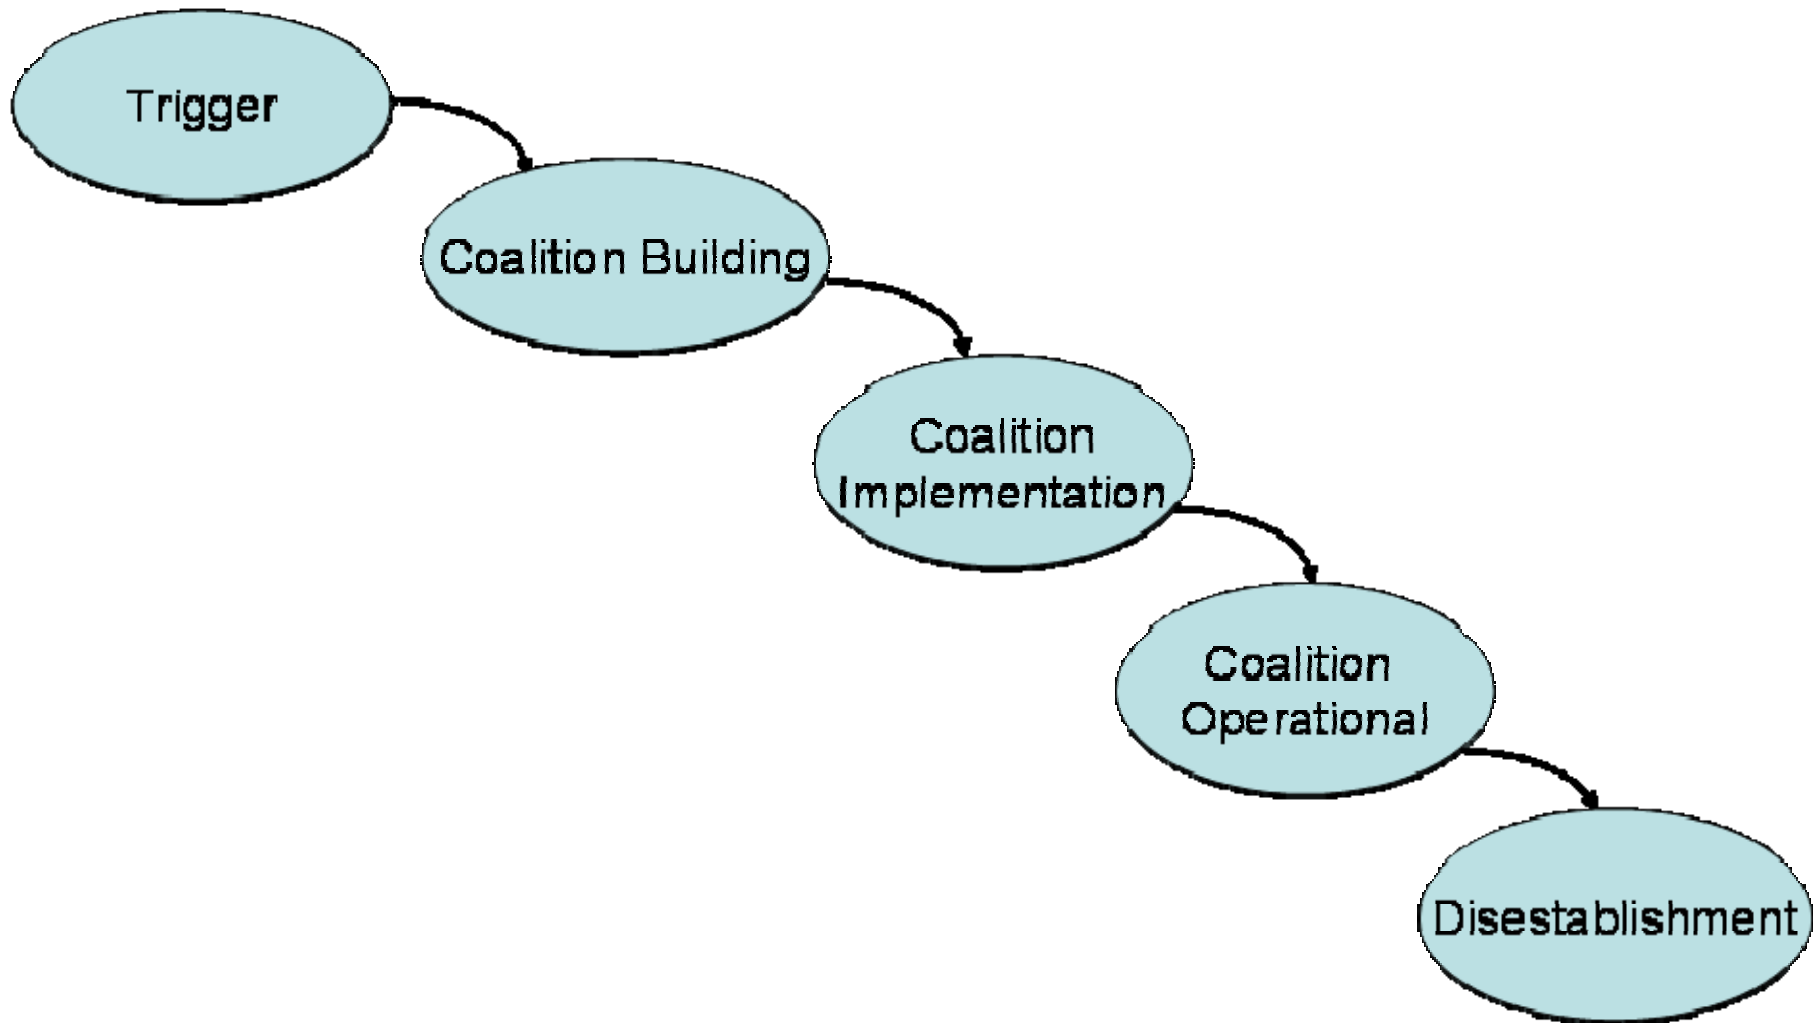 Trigger
Coalition Building
Coalition
Implementation
Coalition
Operational
Disestablishment